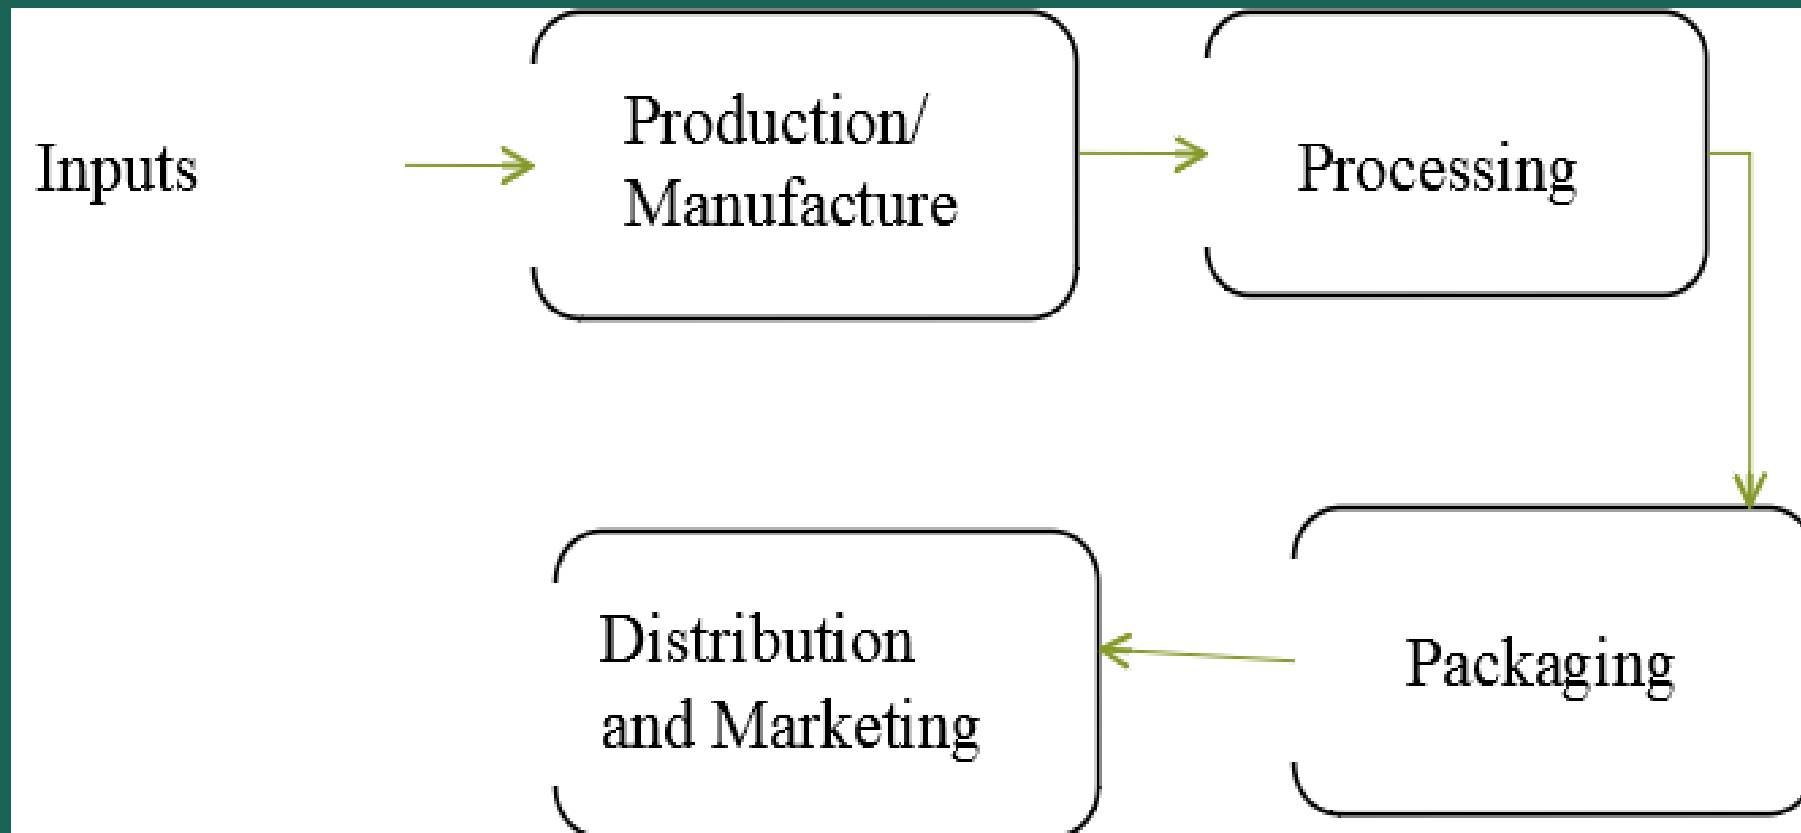 Inputs
Production/
Manufacture
Processing
Packaging
Distribution
and Marketing